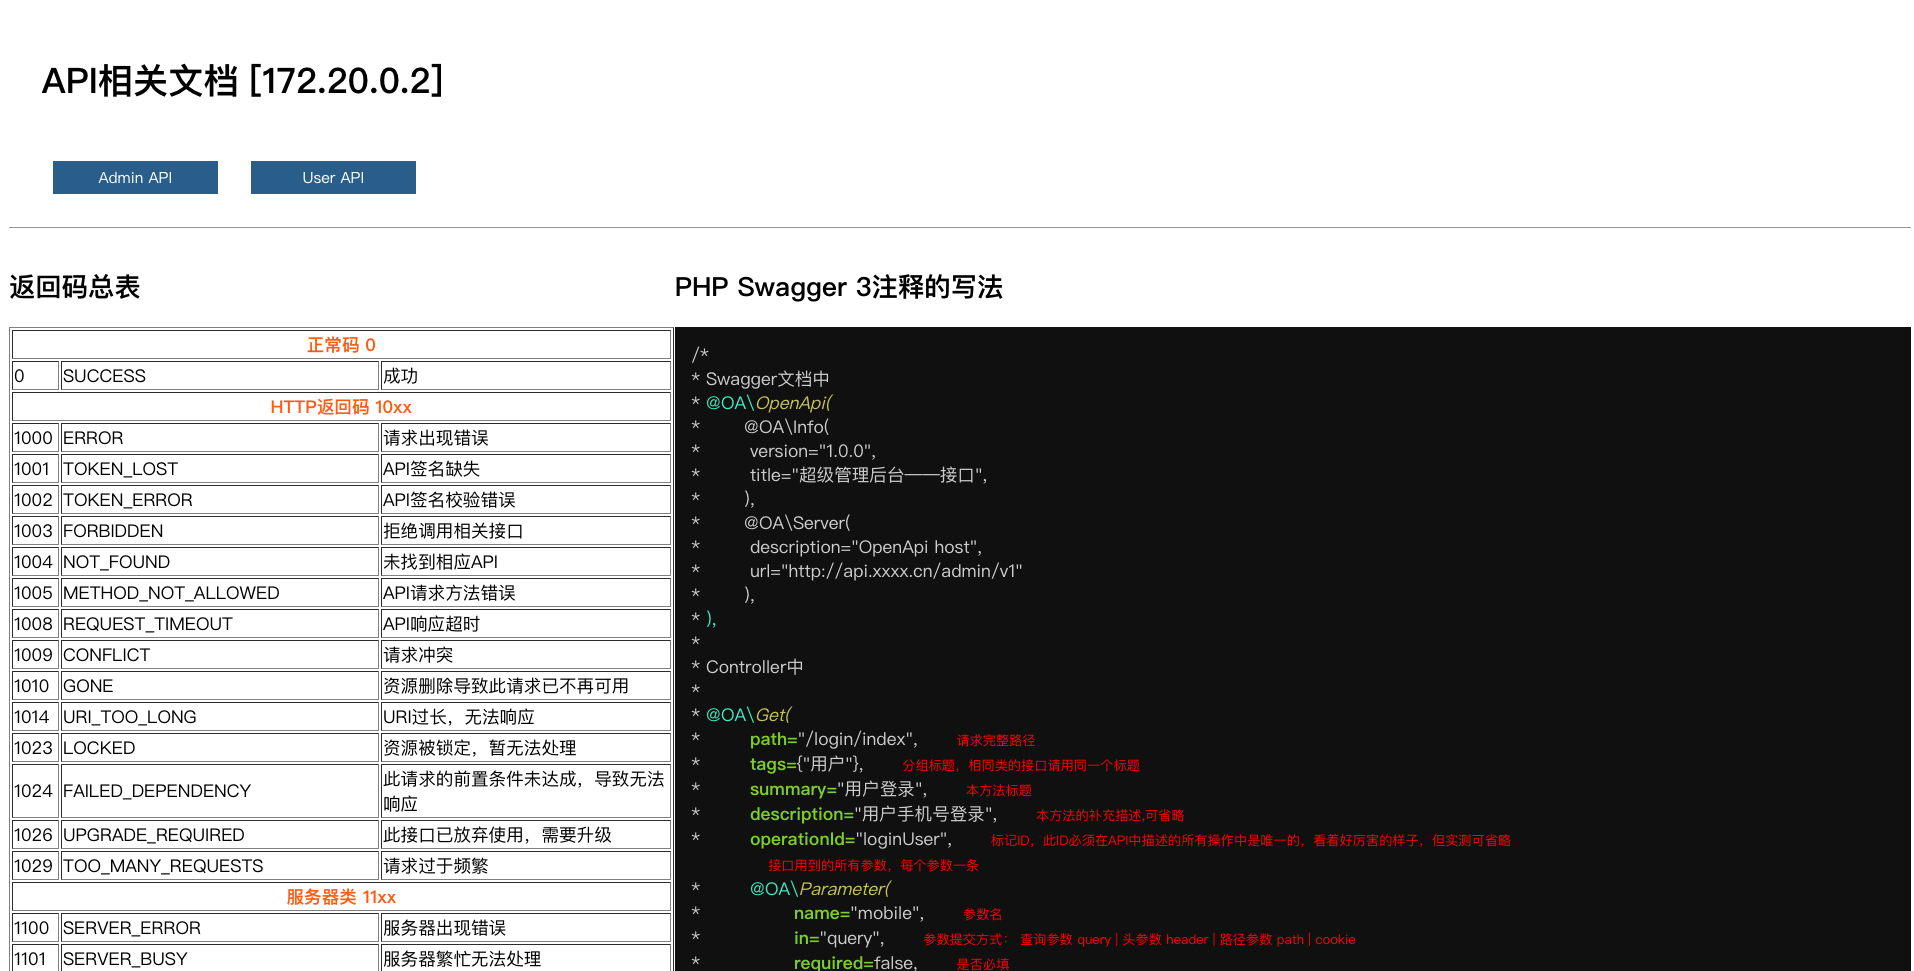 API相关文档 [172.20.0.2]
Admin API
User API
返回码总表
正常码 0
0 SUCCESS 成功
HTTP返回码 10xx
1000 ERROR 请求出现错误
1001 TOKEN_LOST API签名缺失
1002 TOKEN_ERROR API签名校验错误
1003 FORBIDDEN 拒绝调用相关接口
1004 NOT_FOUND 未找到相应API
1005 METHOD_NOT_ALLOWED API请求方法错误
1008 REQUEST_TIMEOUT API响应超时
1009 CONFLICT 请求冲突
1010 GONE 资源删除导致此请求已不再可用
1014 URI_TOO_LONG URI过长，无法响应
1023 LOCKED 资源被锁定，暂无法处理
1024 FAILED_DEPENDENCY 此请求的前置条件未达成，导致无法
响应
1026 UPGRADE_REQUIRED 此接口已放弃使用，需要升级
1029 TOO_MANY_REQUESTS 请求过于频繁
服务器类 11xx
1100 SERVER_ERROR 服务器出现错误
1101 SERVER_BUSY 服务器繁忙无法处理
PHP Swagger 3注释的写法
/*
* Swagger文档中
* @OA\OpenApi(
* @OA\Info(
* version="1.0.0",
* title="超级管理后台——接口",
* ),
* @OA\Server(
* description="OpenApi host",
* url="http://api.xxxx.cn/admin/v1"
* ),
* ),
*
* Controller中
*
* @OA\Get(
* path="/login/index", 请求完整路径
* tags={"用户"}, 分组标题，相同类的接口请用同一个标题
* summary="用户登录", 本方法标题
* description="用户手机号登录", 本方法的补充描述,可省略
* operationId="loginUser", 标记ID，此ID必须在API中描述的所有操作中是唯一的，看着好厉害的样子，但实测可省略
接口用到的所有参数，每个参数一条
* @OA\Parameter(
* name="mobile", 参数名
* in="query", 参数提交方式： 查询参数 query | 头参数 header | 路径参数 path | cookie
* required=false, 是否必填